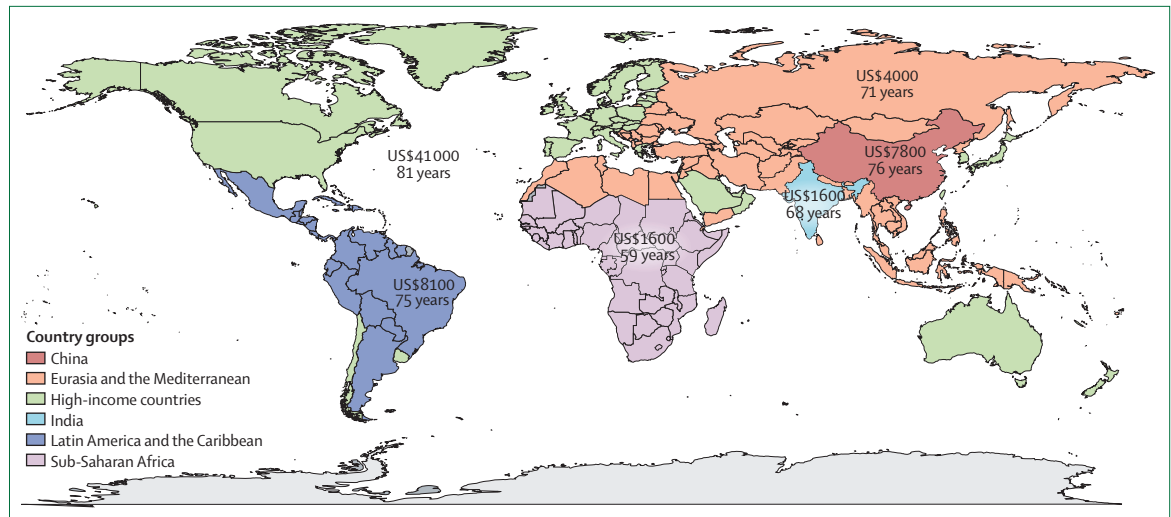 US$4000
71 years
US$7800
76 years
US$41 000
81 years
US$1600
68 years
US$1600
59 years
US$8100
75 years
Country groups
China
Eurasia and the Mediterranean
High-income countries
India
Latin America and the Caribbean
Sub-Saharan Africa